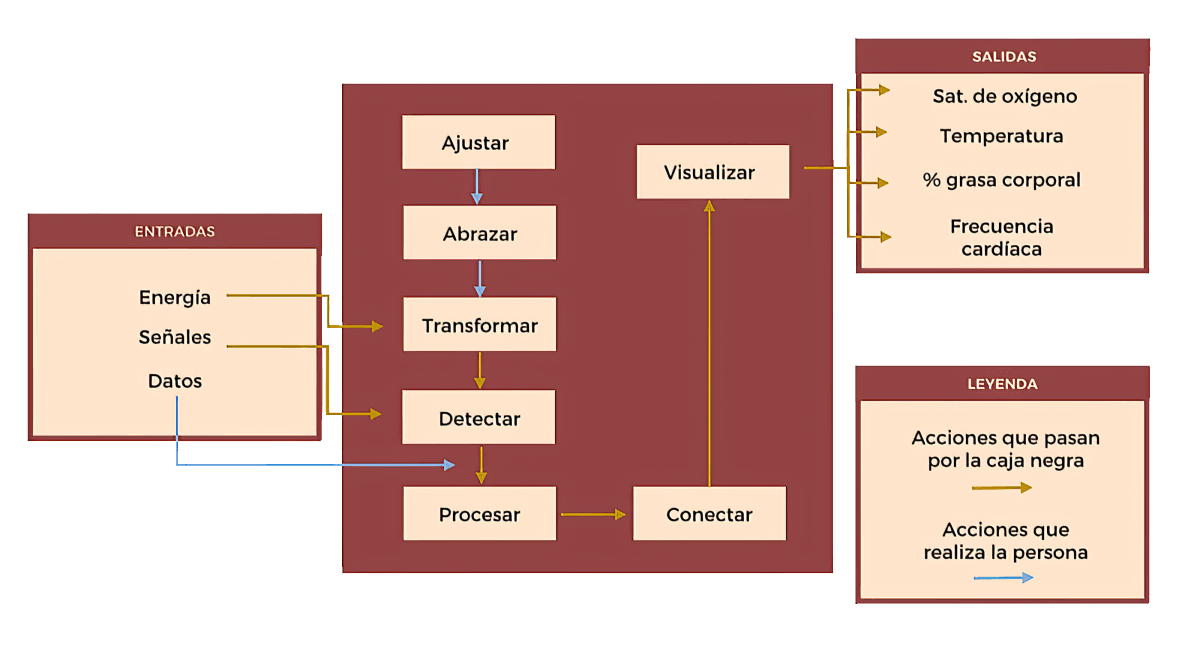 ENTRADAS
Energía
Señales
Datos
Ajustar
Abrazar
Transformar
Detectar
Procesar
Conectar
Visualizar
SALIDAS
Sat. de oxígeno
Temperatura
% grasa corporal
Frecuencia
cardíaca
LEYENDA
Acciones que pasan
por la caja negra
Acciones que
realiza la persona